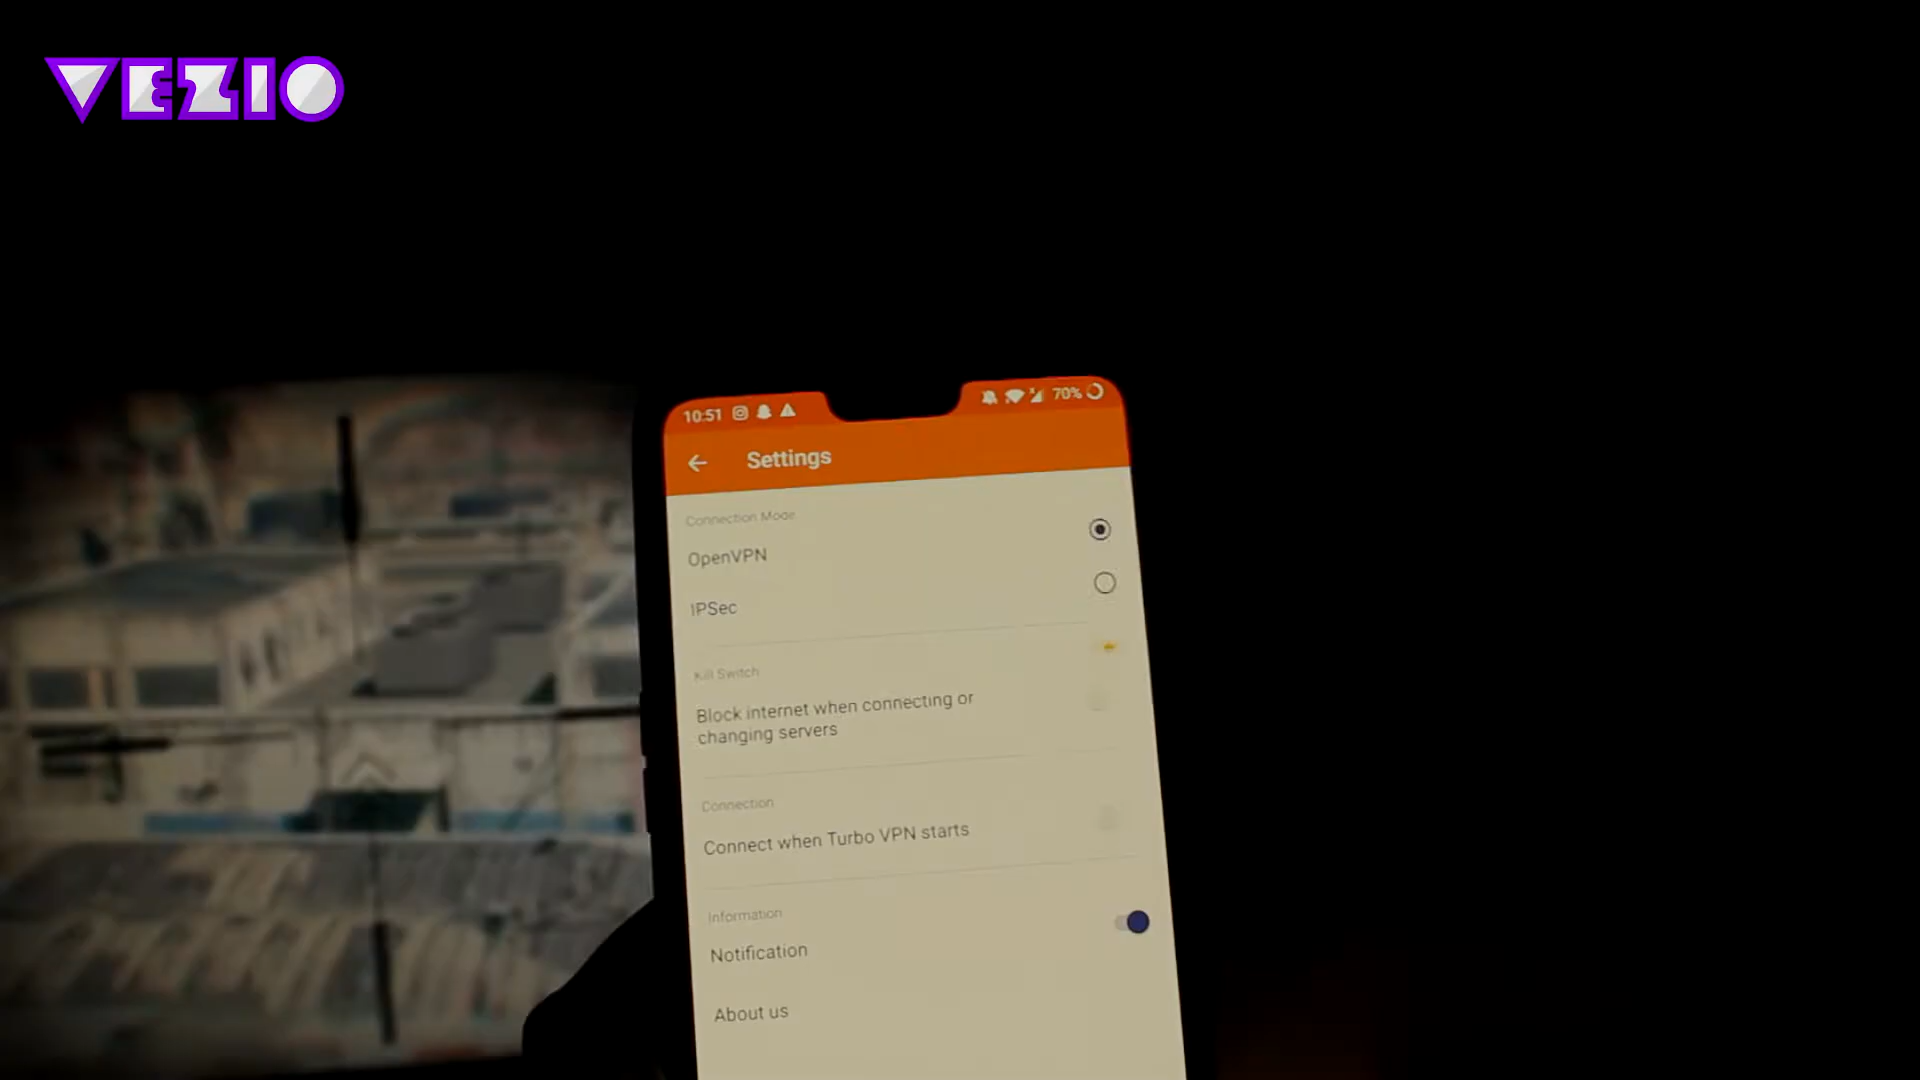 VEZIO
10:51
70%
Settings
Connection Mode
OpenVPN
IPSec
Kill Switch
Block internet when connecting or
changing servers
Connection
Connect when Turbo VPN starts
Information
Notification
About us